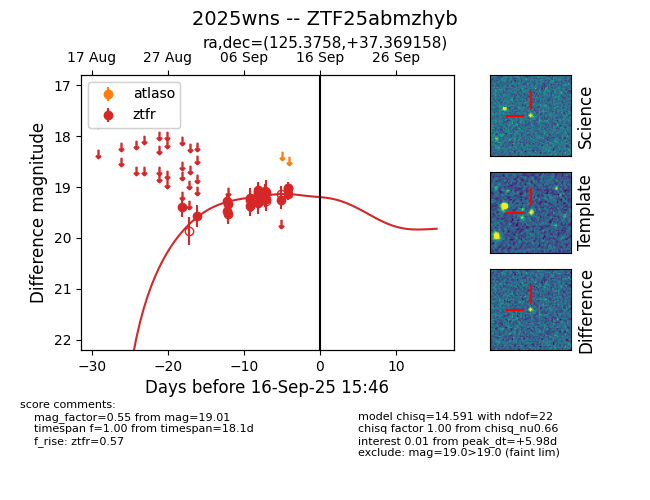 2025wns -- ZTF25abmzhyb
ra,dec=(125.3758,+37.369158)
17 Aug 27 Aug 06 Sep 16 Sep 26 Sep
atlaso
ztfr
17
18
19
20
21
22
Difference magnitude
−30 −20 −10 0 10
Days before 16-Sep-25 15:46
Science
Template
Difference
score comments:
mag_factor=0.55 from mag=19.01
timespan f=1.00 from timespan=18.1d
f_rise: ztfr=0.57
model chisq=14.591 with ndof=22
chisq factor 1.00 from chisq_nu0.66
interest 0.01 from peak_dt=+5.98d
exclude: mag=19.0>19.0 (faint lim)